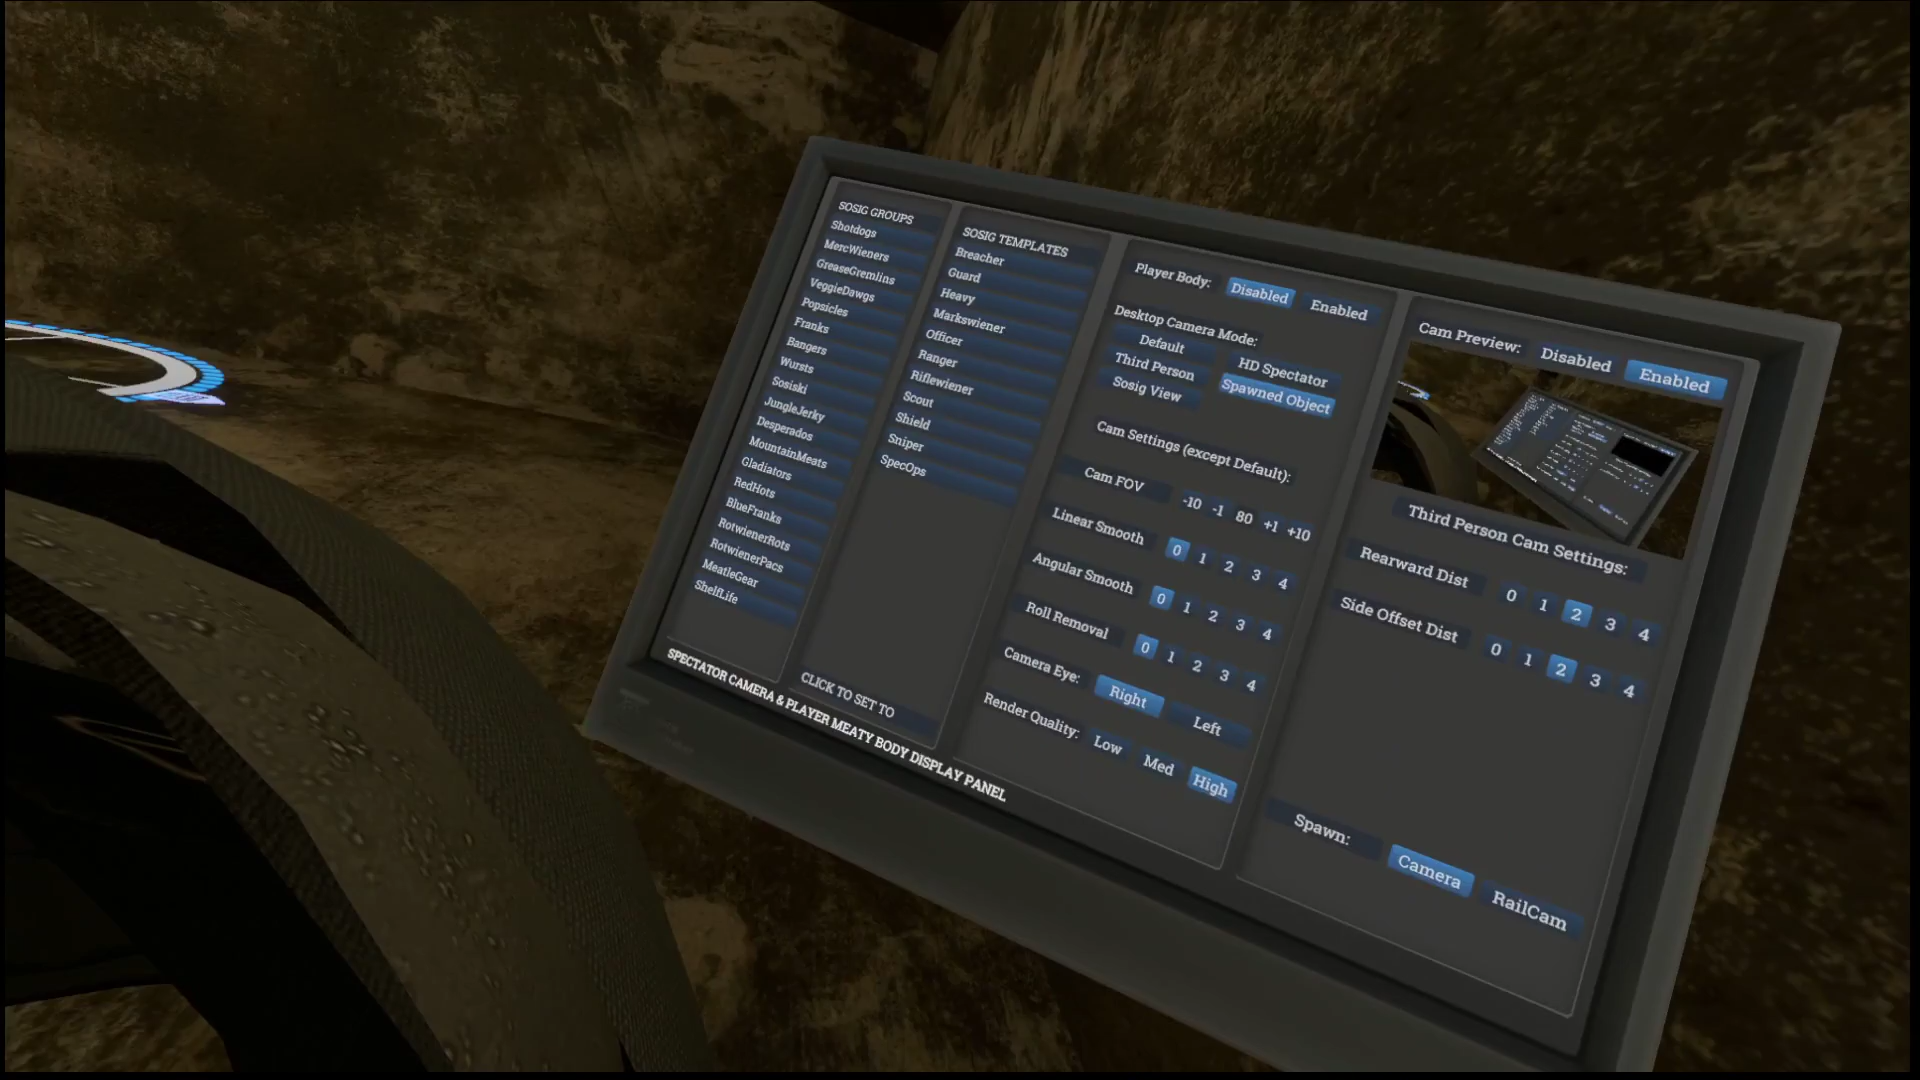 SOSIG GROUPS
Shotdogs
MercWieners
GreaseGremlins
VeggieDawgs
Popsicles
Franks
Bangers
Wursts
Sosiski
JungleJerky
Desperados
MountainMeats
Gladiators
RedHots
BlueFranks
RotwienerRots
RotwienerPacs
MeatleGear
ShelfLife
SOSIG TEMPLATES
Breacher
Guard
Heavy
Markswiener
Officer
Ranger
Riflewiener
Scout
Shield
Sniper
SpecOps
CLICK TO SET TO
Player Body: Disabled Enabled
Desktop Camera Mode:
Default HD Spectator
Third Person Spawned Object
Sosig View
Cam Settings (except Default):
Cam FOV -10 -1 80 +1 +10
Linear Smooth 0 1 2 3 4
Angular Smooth 0 1 2 3 4
Roll Removal 0 1 2 3 4
Camera Eye: Right Left
Render Quality: Low Med High
Cam Preview: Disabled Enabled
Third Person Cam Settings:
Rearward Dist 0 1 2 3 4
Side Offset Dist 0 1 2 3 4
Spawn: Camera RailCam
SPECTATOR CAMERA & PLAYER MEATY BODY DISPLAY PANEL